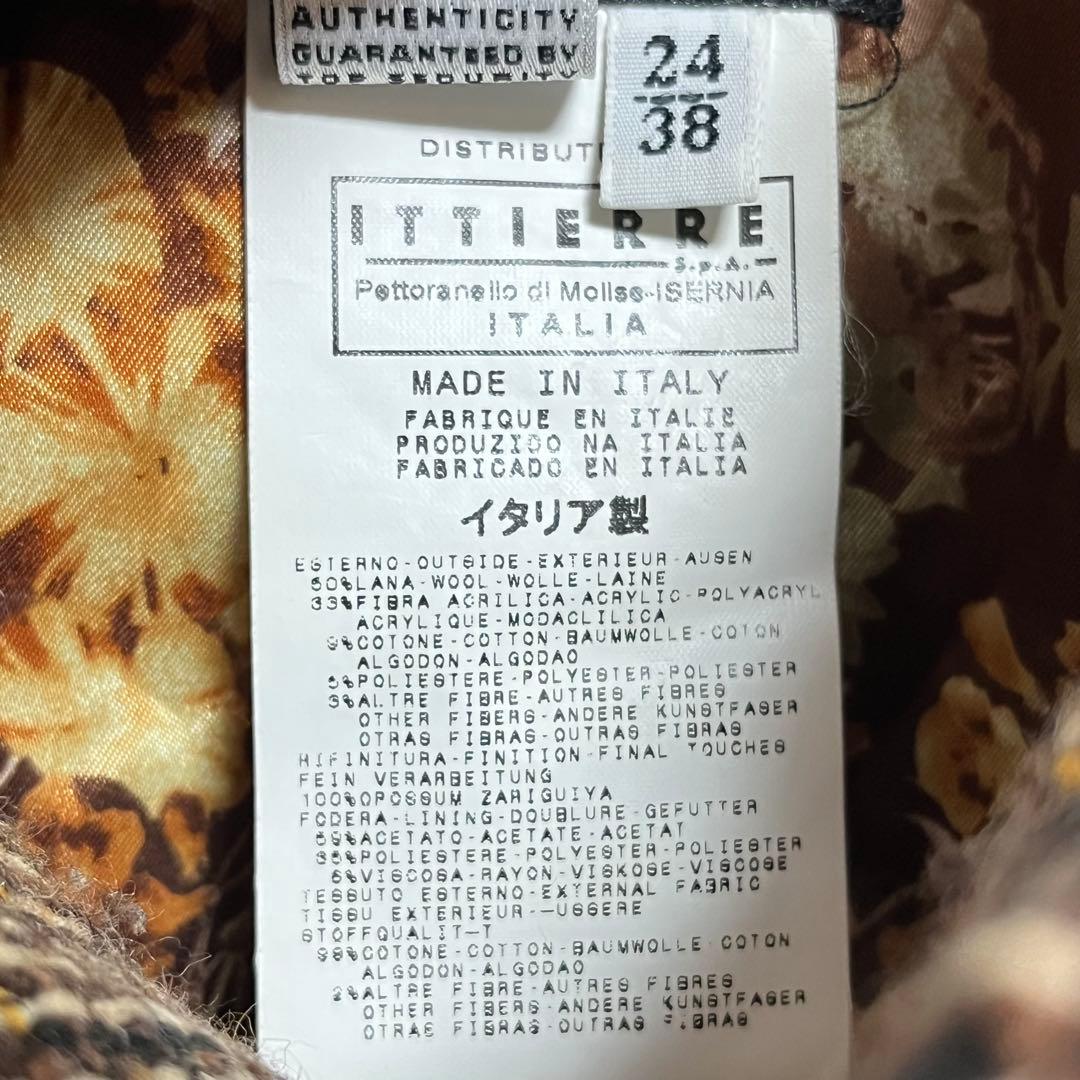 AUTHENTICITY
GUARANTEED BY
TOP SECURITY
24
38
DISTRIBUT
ITTIERRE
S.p.A.
Pettoranello di Molise-ISERNIA
ITALIA
MADE IN ITALY
FABRIQUE EN ITALIE
PRODUZIDO NA ITALIA
FABRICADO EN ITALIA
イタリア製
ESTERNO-OUTSIDE-EXTERIEUR-AUSEN
50%LANA-WOOL-WOLLE-LAINE
33%FIBRA ACRILICA-ACRYLIC-POLYACRYL
ACRYLIQUE-MODACLILICA
9%COTONE-COTTON-BAUMWOLLE-COTON
ALGODON-ALGODAO
5%POLIESTERE-POLYESTER-POLIESTER
3%ALTRE FIBRE-AUTRES FIBRES
OTHER FIBERS-ANDERE KUNSTFASER
OTRAS FIBRAS-OUTRAS FIBRAS
RIFINITURA-FINITION-FINAL TOUCHES
FEIN VERARBEITUNG
100%OPOSSUM ZARIGUIYA
FODERA-LINING-DOUBLURE-GEFUTTER
59%ACETATO-ACETATE-ACETAT
%POLIESTERE-POLYESTER-POLIESTER
%VISCOSA-RAYON-VISKOSE-VISCOSE
TESSUTO ESTERNO-EXTERNAL FABRIC
TISSU EXTERIEUR-—USSERE
STOFFQUALIT—T
98%COTONE-COTTON-BAUMWOLLE COTON
ALGODON-ALGODAO
2%ALTRE FIBRE-AUTRES FIBRES
OTHER FIBERS-ANDERE KUNSTFASER
OTRAS FIBRAS-OUTRAS FIBRAS